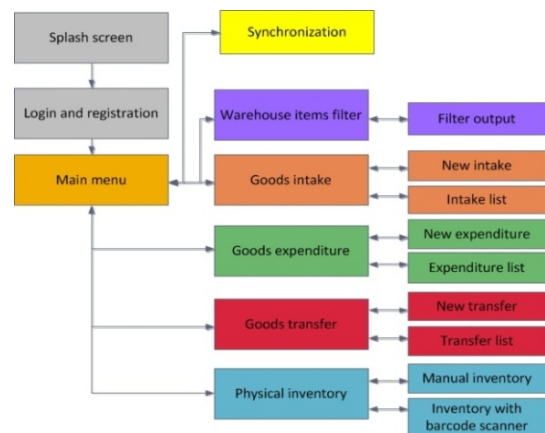 Splash screen
Synchronization
Login and registration
Warehouse items filter
Filter output
Main menu
Goods intake
New intake
Intake list
Goods expenditure
New expenditure
Expenditure list
Goods transfer
New transfer
Transfer list
Physical inventory
Manual inventory
Inventory with
barcode scanner